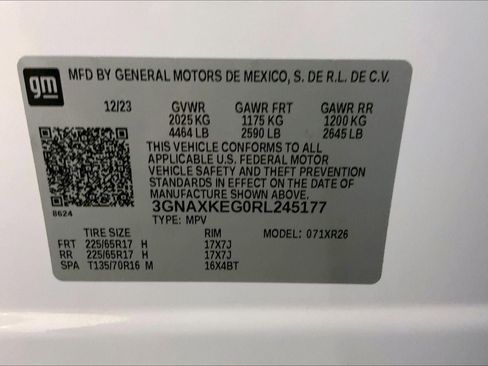 gm MFD BY GENERAL MOTORS DE MEXICO, S. DE R.L. DE C.V.
12/23 GVWR GAWR FRT GAWR RR
2025 KG 1175 KG 1200 KG
4464 LB 2590 LB 2645 LB
THIS VEHICLE CONFORMS TO ALL
APPLICABLE U.S. FEDERAL MOTOR
VEHICLE SAFETY AND THEFT PREVENTION
STANDARDS IN EFFECT ON THE DATE OF
MANUFACTURE SHOWN ABOVE.
8624 3GNAXKEG0RL245177
TYPE: MPV
TIRE SIZE RIM MODEL: 071XR26
FRT 225/65R17 H 17X7J
RR 225/65R17 H 17X7J
SPA T135/70R16 M 16X4BT